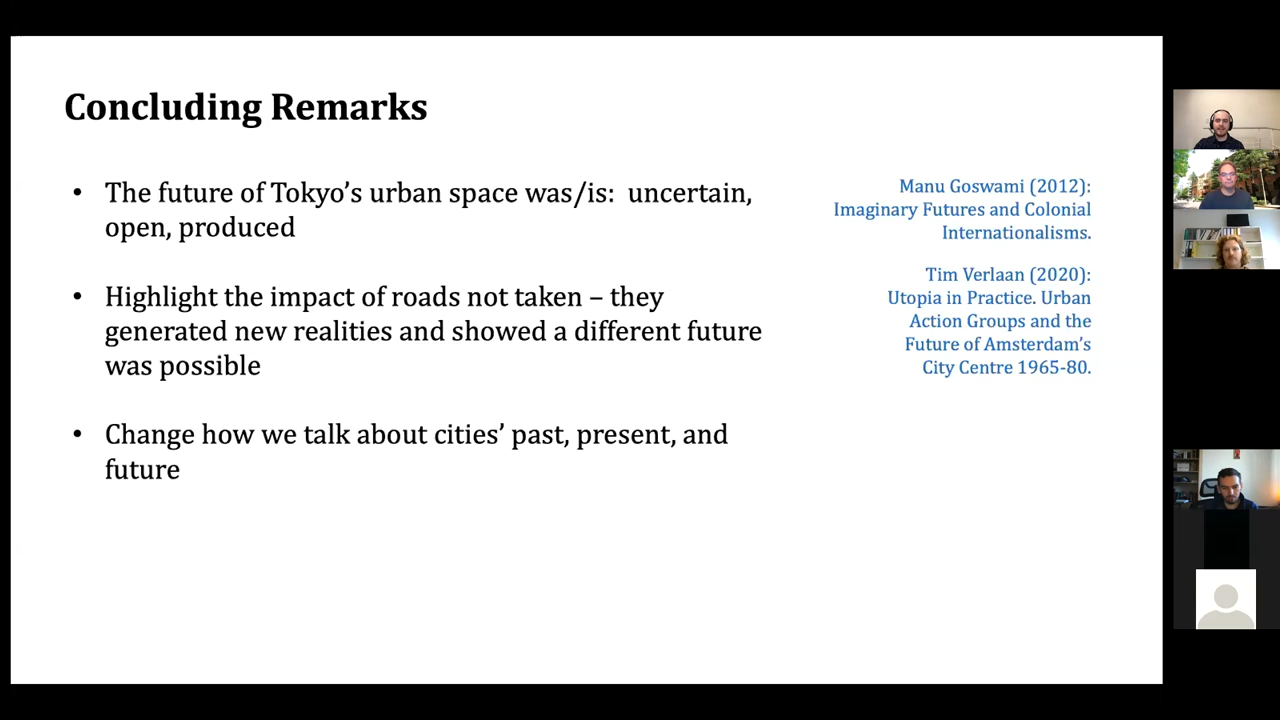 Concluding Remarks
• The future of Tokyo’s urban space was/is:  uncertain,
open, produced
• Highlight the impact of roads not taken – they
generated new realities and showed a different future
was possible
• Change how we talk about cities’ past, present, and
future
Manu Goswami (2012):
Imaginary Futures and Colonial
Internationalisms.
Tim Verlaan (2020):
Utopia in Practice. Urban
Action Groups and the
Future of Amsterdam’s
City Centre 1965-80.